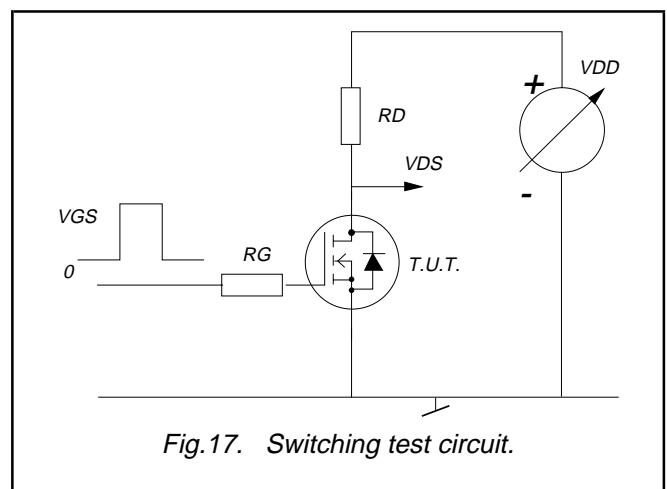 +
VDD
RD
VDS
-
VGS
0
RG
T.U.T.
Fig.17. Switching test circuit.